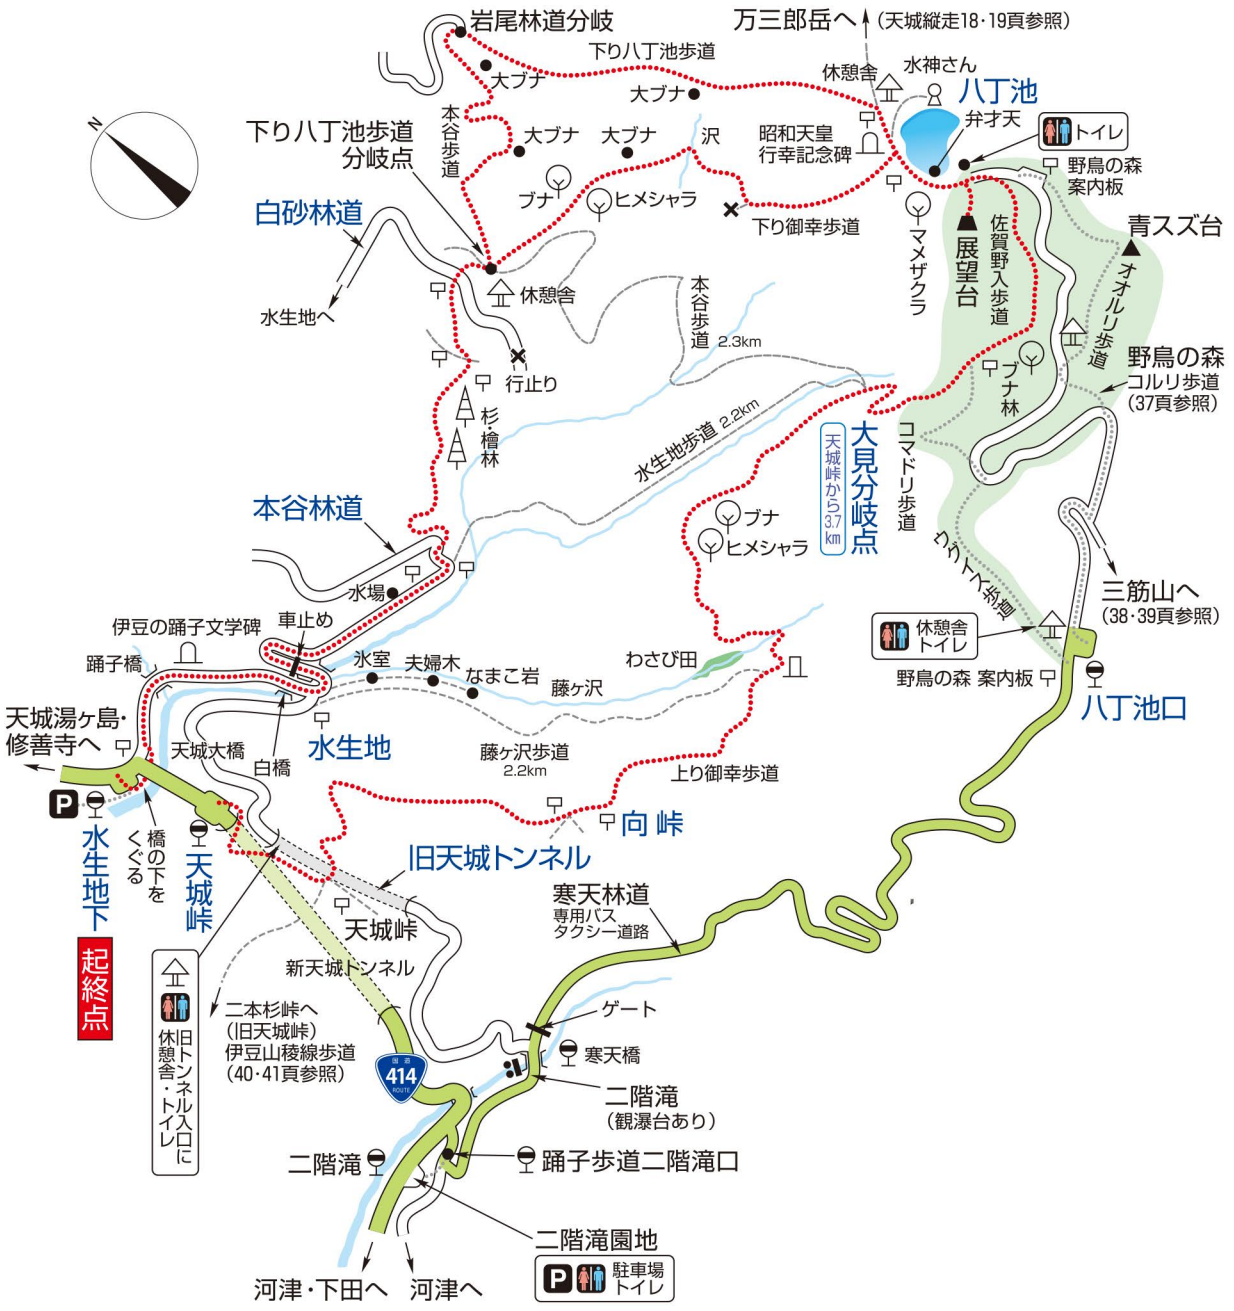 岩尾林道分岐
万三郎岳へ
(天城縦走18・19頁参照)
下り八丁池歩道
休憩舎
水神さん
八丁池
大ブナ
大ブナ
弁才天
トイレ
N
本谷歩道
下り八丁池歩道
分岐点
大ブナ
大ブナ
沢
昭和天皇
行幸記念碑
野鳥の森
案内板
ブナ
ヒメシャラ
白砂林道
下り御幸歩道
マメザクラ
展望台
佐賀野入歩道
青スズ台
オオルリ歩道
休憩舎
水生地へ
本谷歩道
2.3km
行止り
野鳥の森
コルリ歩道
(37頁参照)
ブナ林
杉・檜林
水生地歩道 2.2km
天城峠から3.7km
大見分岐点
コマドリ歩道
本谷林道
ブナ
ヒメシャラ
ウグイス歩道
三筋山へ
(38・39頁参照)
水場
車止め
伊豆の踊子文学碑
踊子橋
休憩舎
トイレ
氷室
夫婦木
なまこ岩
わさび田
藤ヶ沢
野鳥の森 案内板
八丁池口
天城湯ヶ島・
修善寺へ
天城大橋
白橋
水生地
藤ヶ沢歩道
2.2km
上り御幸歩道
P
水生地下
橋の下を
くぐる
天城峠
向峠
旧天城トンネル
起終点
天城峠
寒天林道
専用バス
タクシー道路
新天城トンネル
旧トンネル入口に
休憩舎・トイレ
二本杉峠へ
(旧天城峠)
伊豆山稜線歩道
(40・41頁参照)
ゲート
寒天橋
国道
414
ROUTE
二階滝
(観瀑台あり)
二階滝
踊子歩道二階滝口
二階滝園地
P
駐車場
トイレ
河津・下田へ
河津へ